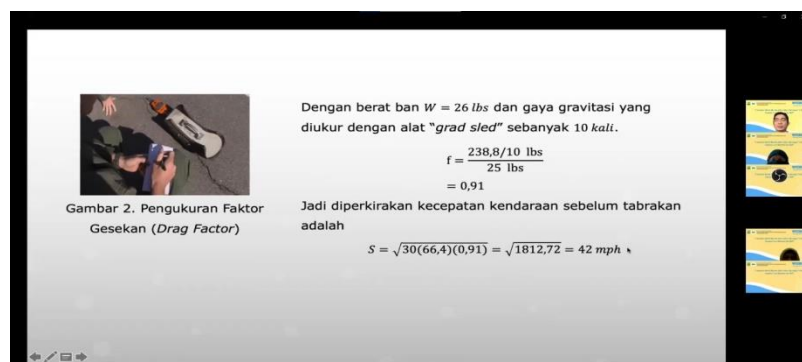 Gambar 2. Pengukuran Faktor
Gesekan (Drag Factor)
Dengan berat ban W = 26 lbs dan gaya gravitasi yang
diukur dengan alat “grad sled” sebanyak 10 kali.
f = 238,8/10 lbs / 25 lbs
= 0,91
Jadi diperkirakan kecepatan kendaraan sebelum tabrakan
adalah
S = √30(66,4)(0,91) = √1812,72 = 42 mph